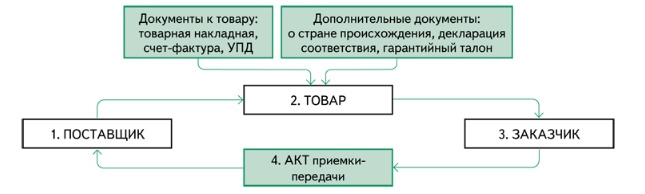 Документы к товару:
товарная накладная,
счет-фактура, УПД
Дополнительные документы:
о стране происхождения, декларация
соответствия, гарантийный талон
2. ТОВАР
1. ПОСТАВЩИК
3. ЗАКАЗЧИК
4. АКТ приемки-
передачи